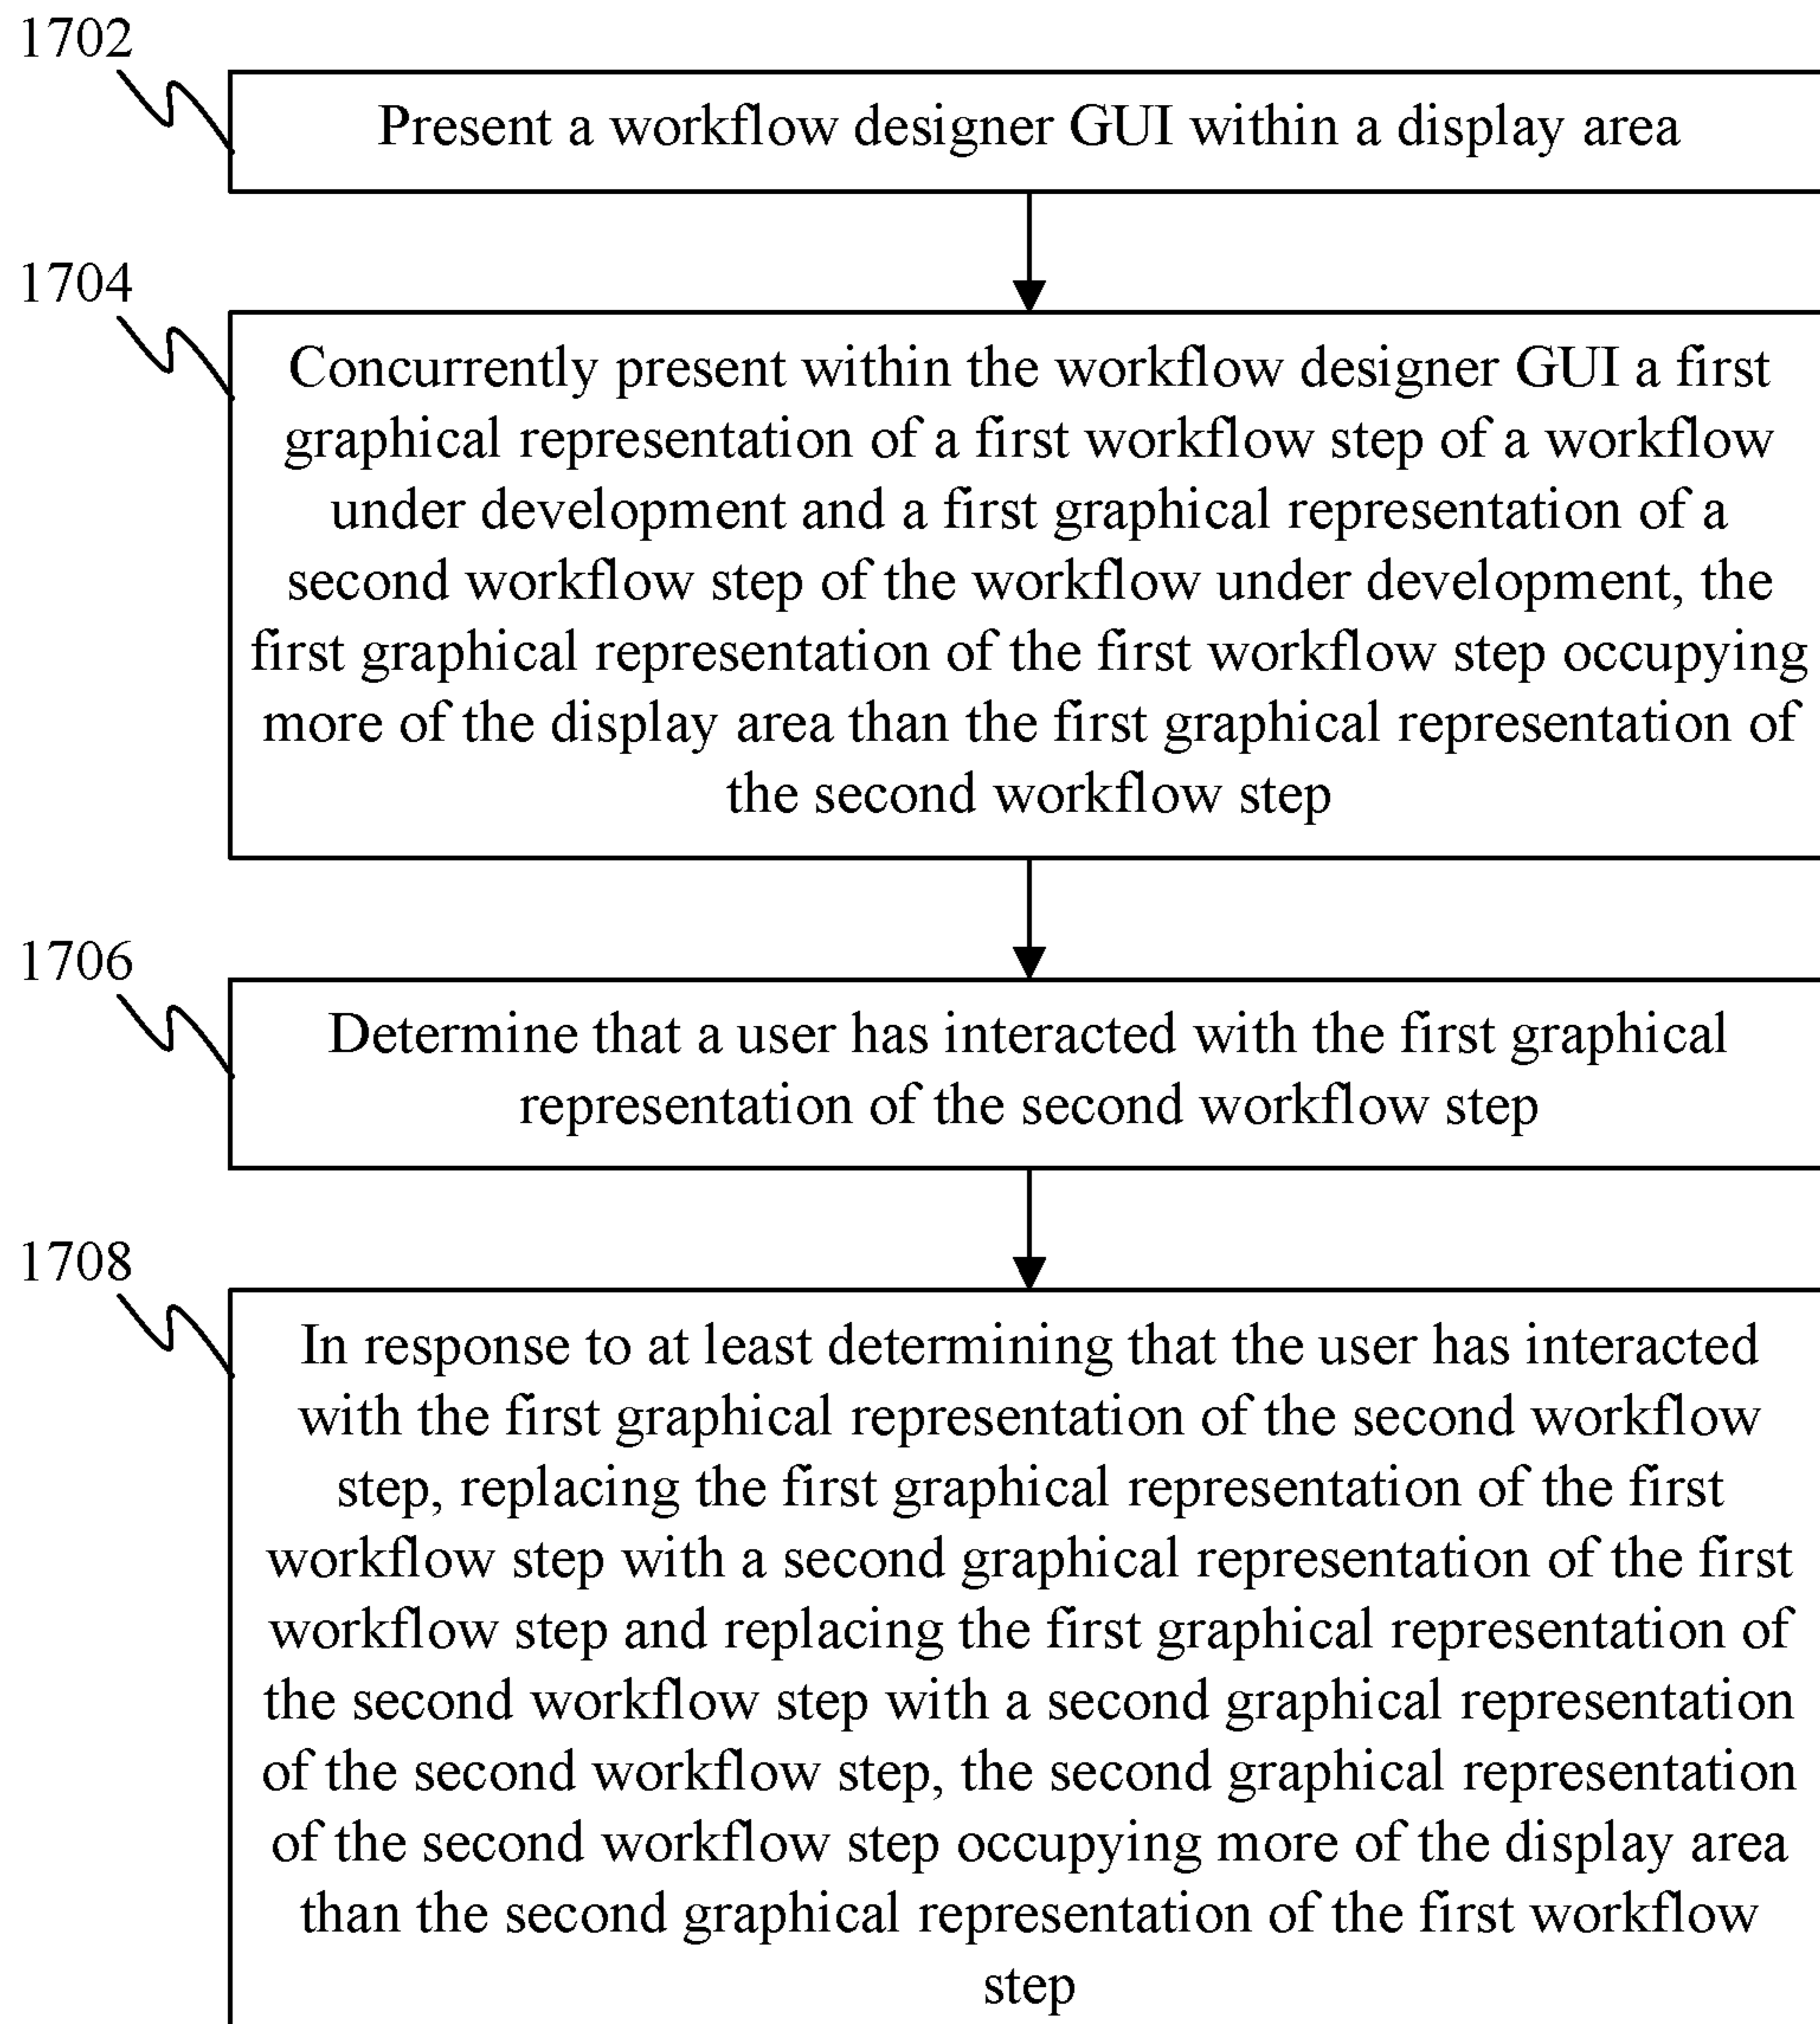 1702
Present a workflow designer GUI within a display area
1704
Concurrently present within the workflow designer GUI a first
graphical representation of a first workflow step of a workflow
under development and a first graphical representation of a
second workflow step of the workflow under development, the
first graphical representation of the first workflow step occupying
more of the display area than the first graphical representation of
the second workflow step
1706
Determine that a user has interacted with the first graphical
representation of the second workflow step
1708
In response to at least determining that the user has interacted
with the first graphical representation of the second workflow
step, replacing the first graphical representation of the first
workflow step with a second graphical representation of the first
workflow step and replacing the first graphical representation of
the second workflow step with a second graphical representation
of the second workflow step, the second graphical representation
of the second workflow step occupying more of the display area
than the second graphical representation of the first workflow
step